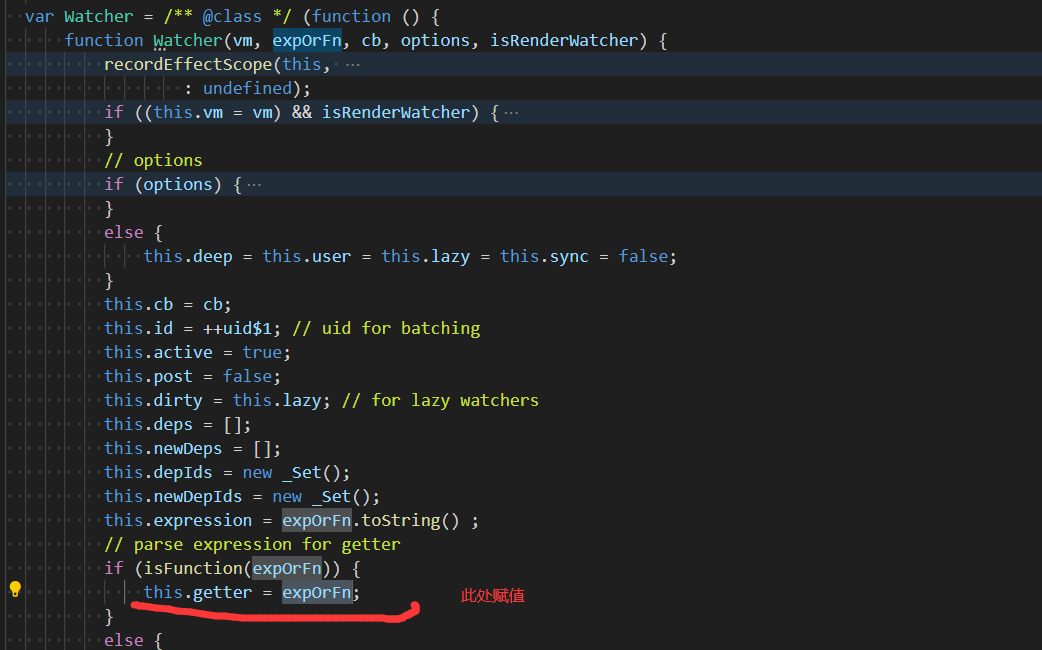 var Watcher = /** @class */ (function () {
function Watcher(vm, expOrFn, cb, options, isRenderWatcher) {
recordEffectScope(this, ···
: undefined);
if ((this.vm = vm) && isRenderWatcher) {···
}
// options
if (options) {···
}
else {
this.deep = this.user = this.lazy = this.sync = false;
}
this.cb = cb;
this.id = ++uid$1; // uid for batching
this.active = true;
this.post = false;
this.dirty = this.lazy; // for lazy watchers
this.deps = [];
this.newDeps = [];
this.depIds = new _Set();
this.newDepIds = new _Set();
this.expression = expOrFn.toString() ;
// parse expression for getter
if (isFunction(expOrFn)) {
this.getter = expOrFn; 此处赋值
}
else {